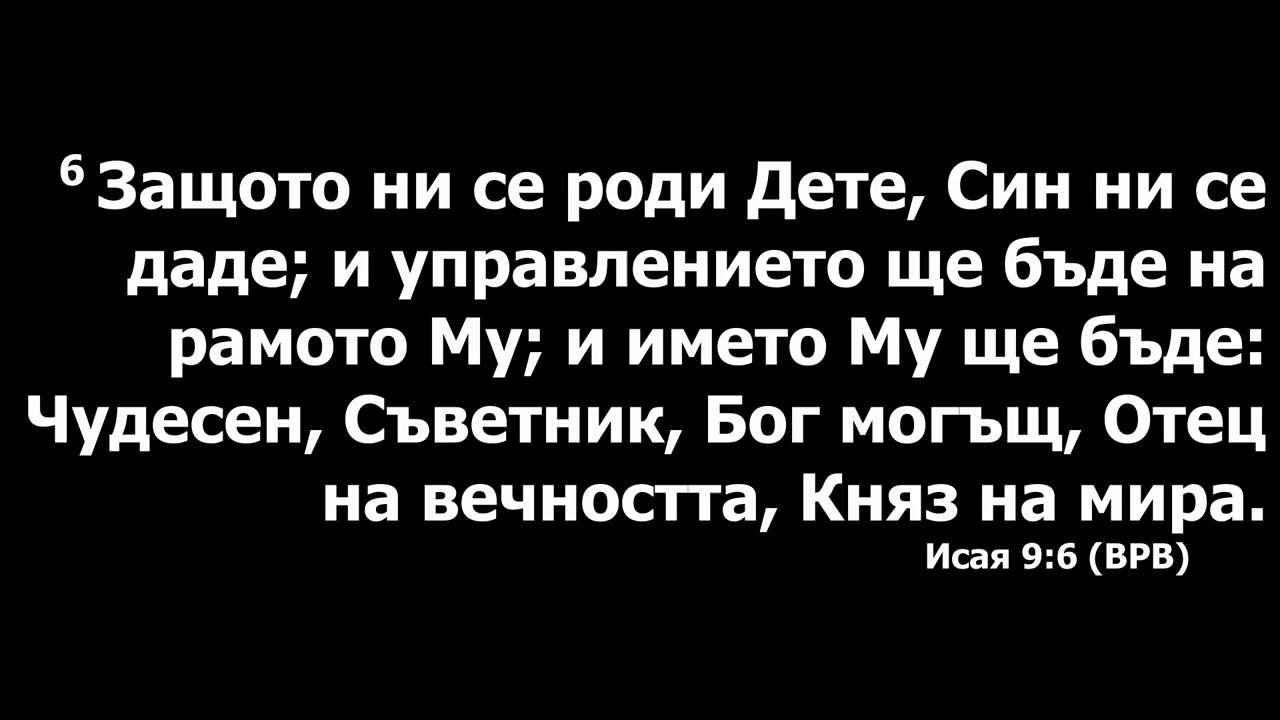 6 Защото ни се роди Дете, Син ни се
даде; и управлението ще бъде на
рамото Му; и името Му ще бъде:
Чудесен, Съветник, Бог могъщ, Отец
на вечността, Княз на мира.
Исая 9:6 (ВРВ)